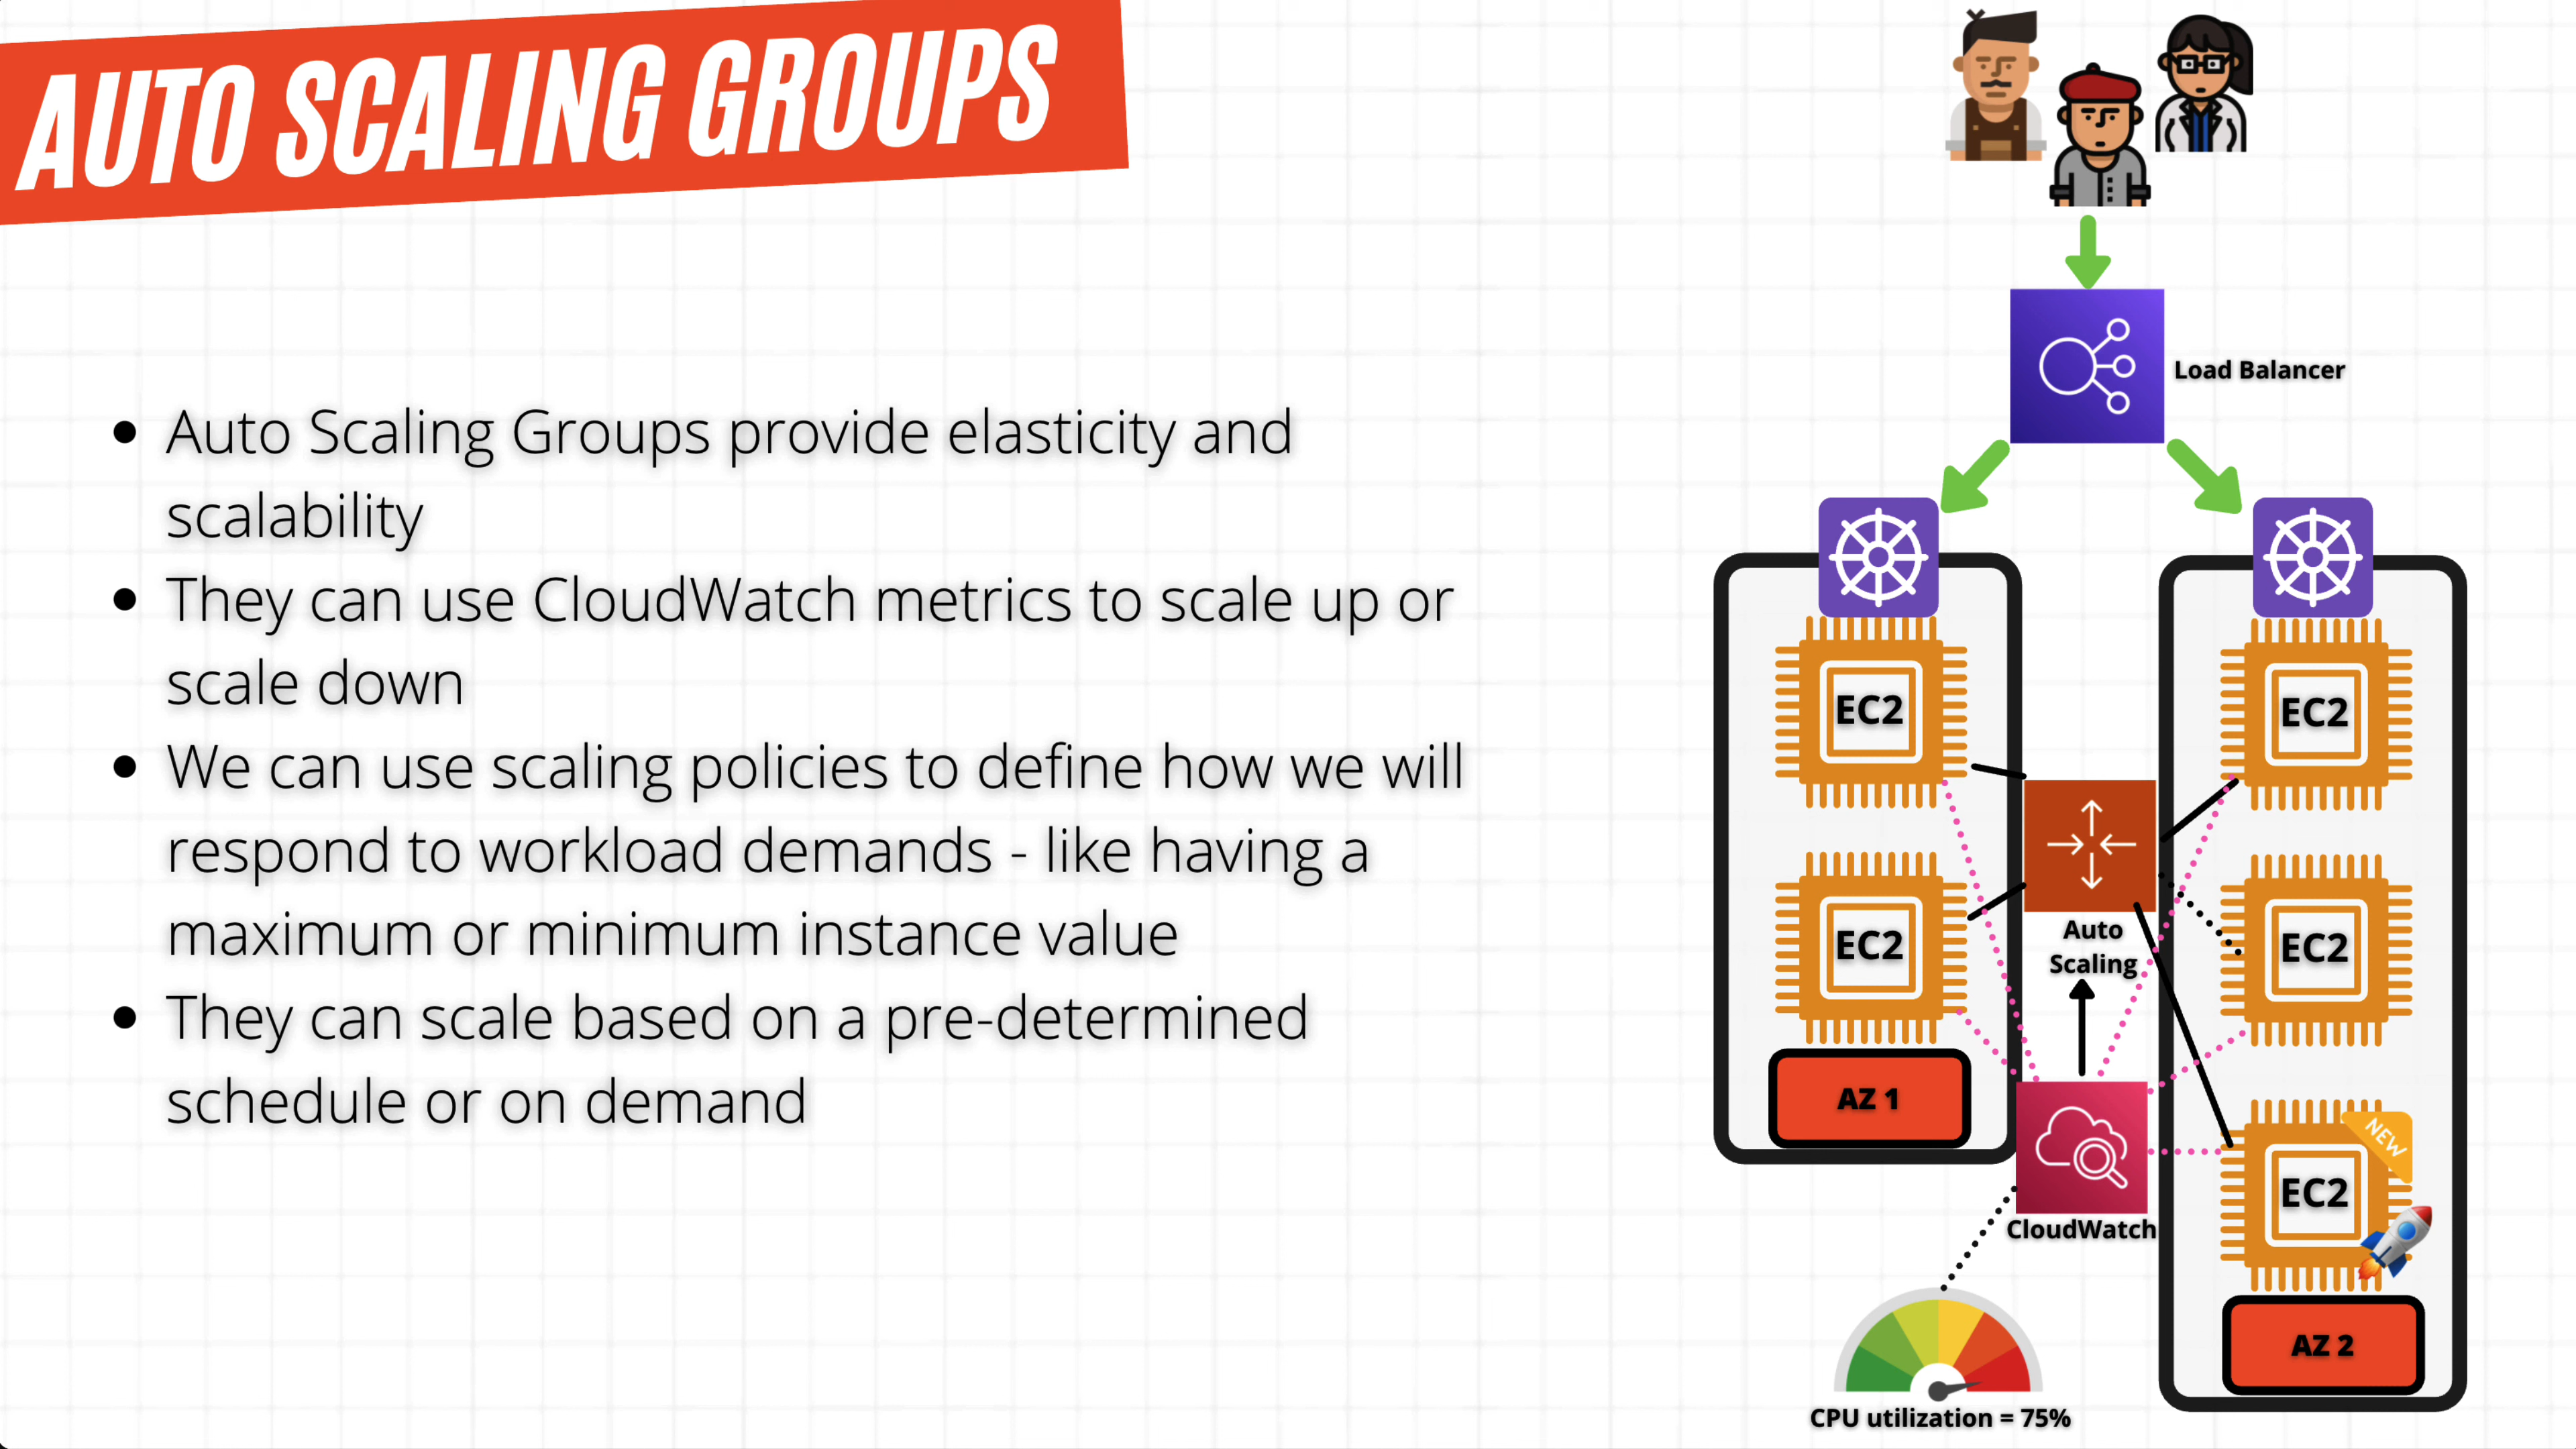 AUTO SCALING GROUPS
Auto Scaling Groups provide elasticity and
scalability
They can use CloudWatch metrics to scale up or
scale down
We can use scaling policies to define how we will
respond to workload demands - like having a
maximum or minimum instance value
They can scale based on a pre-determined
schedule or on demand
Load Balancer
EC2
EC2
AZ 1
Auto
Scaling
CloudWatch
CPU utilization = 75%
EC2
EC2
NEW
EC2
AZ 2